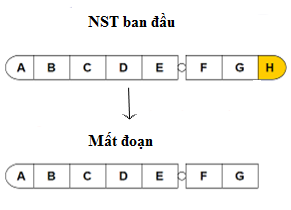 NST ban đầu
A B C D E F G H
Mất đoạn
A B C D E F G